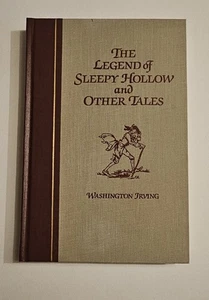 THE
LEGEND of
SLEEPY HOLLOW
and
OTHER TALES
WASHINGTON IRVING